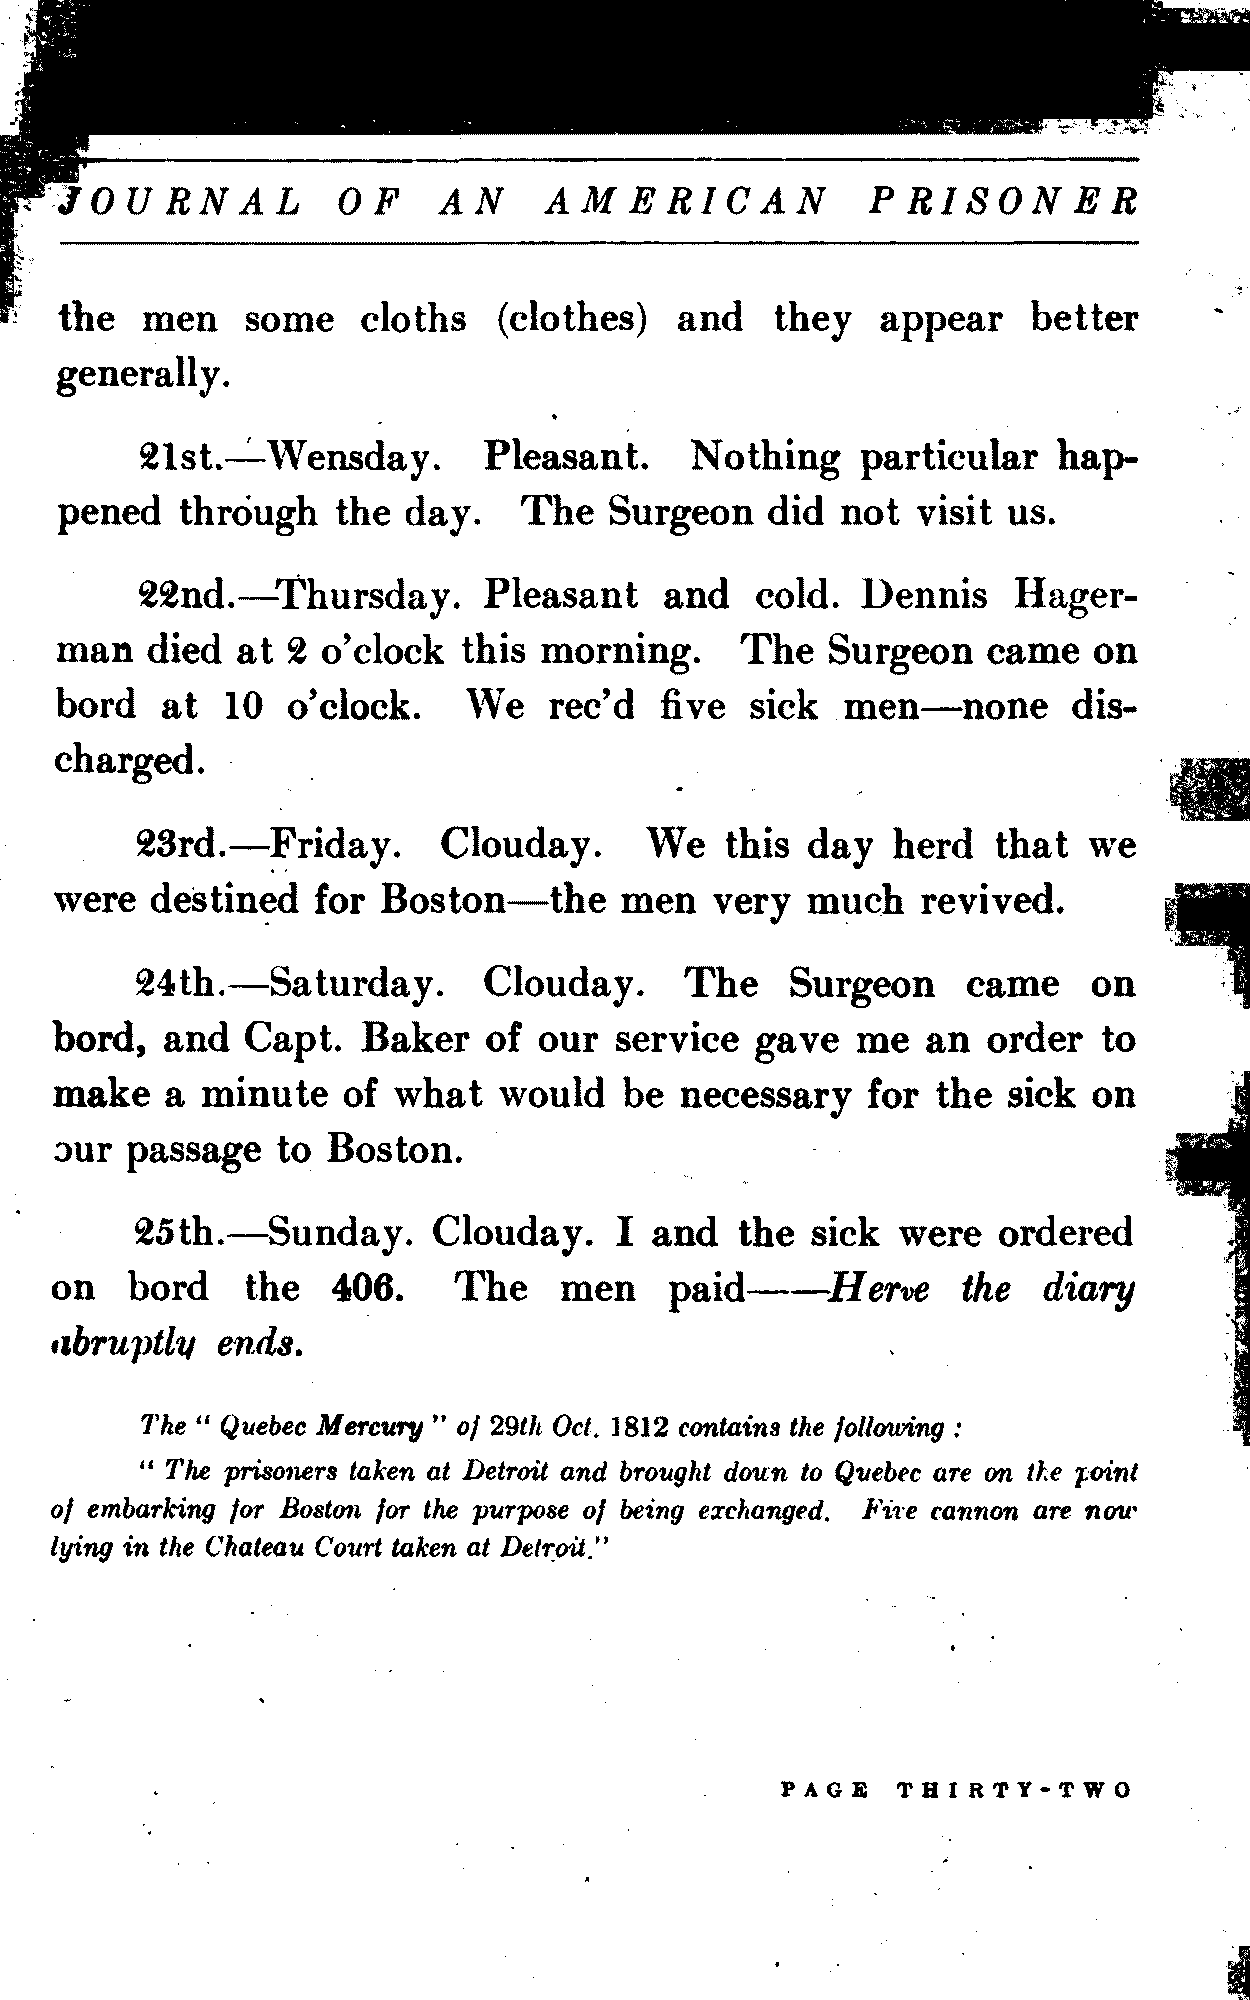 JOURNAL OF AN AMERICAN PRISONER
the men some cloths (clothes) and they appear better
generally.
21st.—Wensday. Pleasant. Nothing particular hap-
pened through the day. The Surgeon did not visit us.
22nd.—Thursday. Pleasant and cold. Dennis Hager-
man died at 2 o'clock this morning. The Surgeon came on
bord at 10 o'clock. We rec'd five sick men—none dis-
charged.
23rd.—Friday. Clouday. We this day herd that we
were destined for Boston—the men very much revived.
24th.—Saturday. Clouday. The Surgeon came on
bord, and Capt. Baker of our service gave me an order to
make a minute of what would be necessary for the sick on
our passage to Boston.
25th.—Sunday. Clouday. I and the sick were ordered
on bord the 406. The men paid——Herve the diary
abruptly ends.
The "Quebec Mercury" of 29th Oct. 1812 contains the following :
"The prisoners taken at Detroit and brought down to Quebec are on the point
of embarking for Boston for the purpose of being exchanged. Five cannon are now
lying in the Chateau Court taken at Detroit."
PAGE THIRTY-TWO